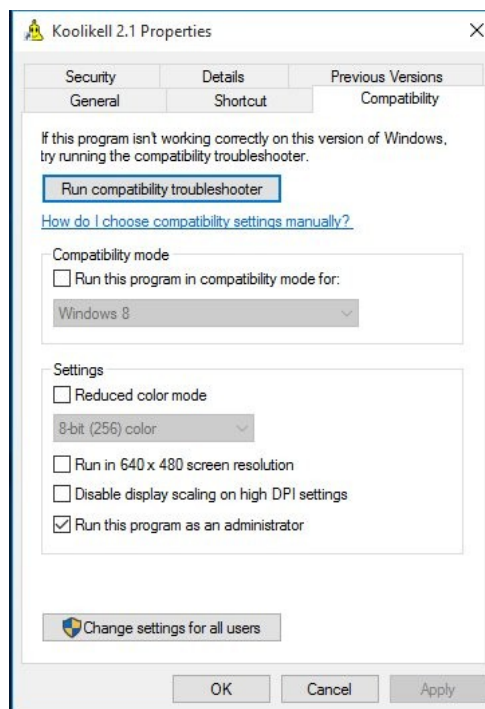 Koolikell 2.1 Properties
Security Details Previous Versions
General Shortcut Compatibility
If this program isn't working correctly on this version of Windows,
try running the compatibility troubleshooter.
Run compatibility troubleshooter
How do I choose compatibility settings manually?
Compatibility mode
Run this program in compatibility mode for:
Windows 8
Settings
Reduced color mode
8-bit (256) color
Run in 640 x 480 screen resolution
Disable display scaling on high DPI settings
Run this program as an administrator
Change settings for all users
OK Cancel Apply